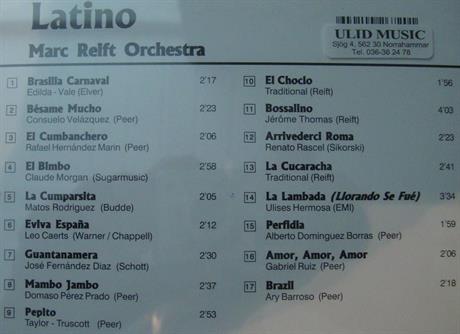 Latino
Marc Reift Orchestra
ULID MUSIC
Sjög 4, 562 30 Norrahammar
Tel. 036-36 24 78
1 Brasilia Carnaval 2'17
Edilda - Vale (Elver)
2 Bésame Mucho 2'23
Consuelo Velázquez (Peer)
3 El Cumbanchero 2'06
Rafael Hernández Marin (Peer)
4 El Bimbo 2'58
Claude Morgan (Sugarmusic)
5 La Cumparsita 2'05
Matos Rodriguez (Budde)
6 Eviva España 2'12
Leo Caerts (Warner / Chappell)
7 Guantanamera 2'30
José Fernández Diaz (Schott)
8 Mambo Jambo 2'37
Domaso Pérez Prado (Peer)
9 Pepito 2'53
Taylor - Truscott (Peer)
10 El Choclo 1'56
Traditional (Reift)
11 Bossalino 4'03
Jérôme Thomas (Reift)
12 Arrivederci Roma 2'23
Renato Rascel (Sikorski)
13 La Cucaracha 2'41
Traditional (Reift)
14 La Lambada (Llorando Se Fué) 3'34
Ulises Hermosa (EMI)
15 Perfidia 1'59
Alberto Dominguez Borras (Peer)
16 Amor, Amor, Amor 2'06
Gabriel Ruiz (Peer)
17 Brazil 2'18
Ary Barroso (Peer)